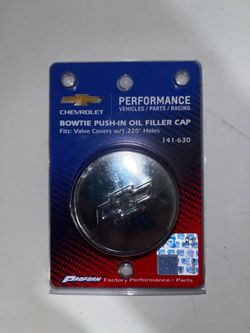 CHEVROLET
PERFORMANCE
VEHICLES / PARTS / RACING
BOWTIE PUSH-IN OIL FILLER CAP
Fits: Valve Covers w/1.220" Holes
141-630
PROFORM
Factory Performance Parts